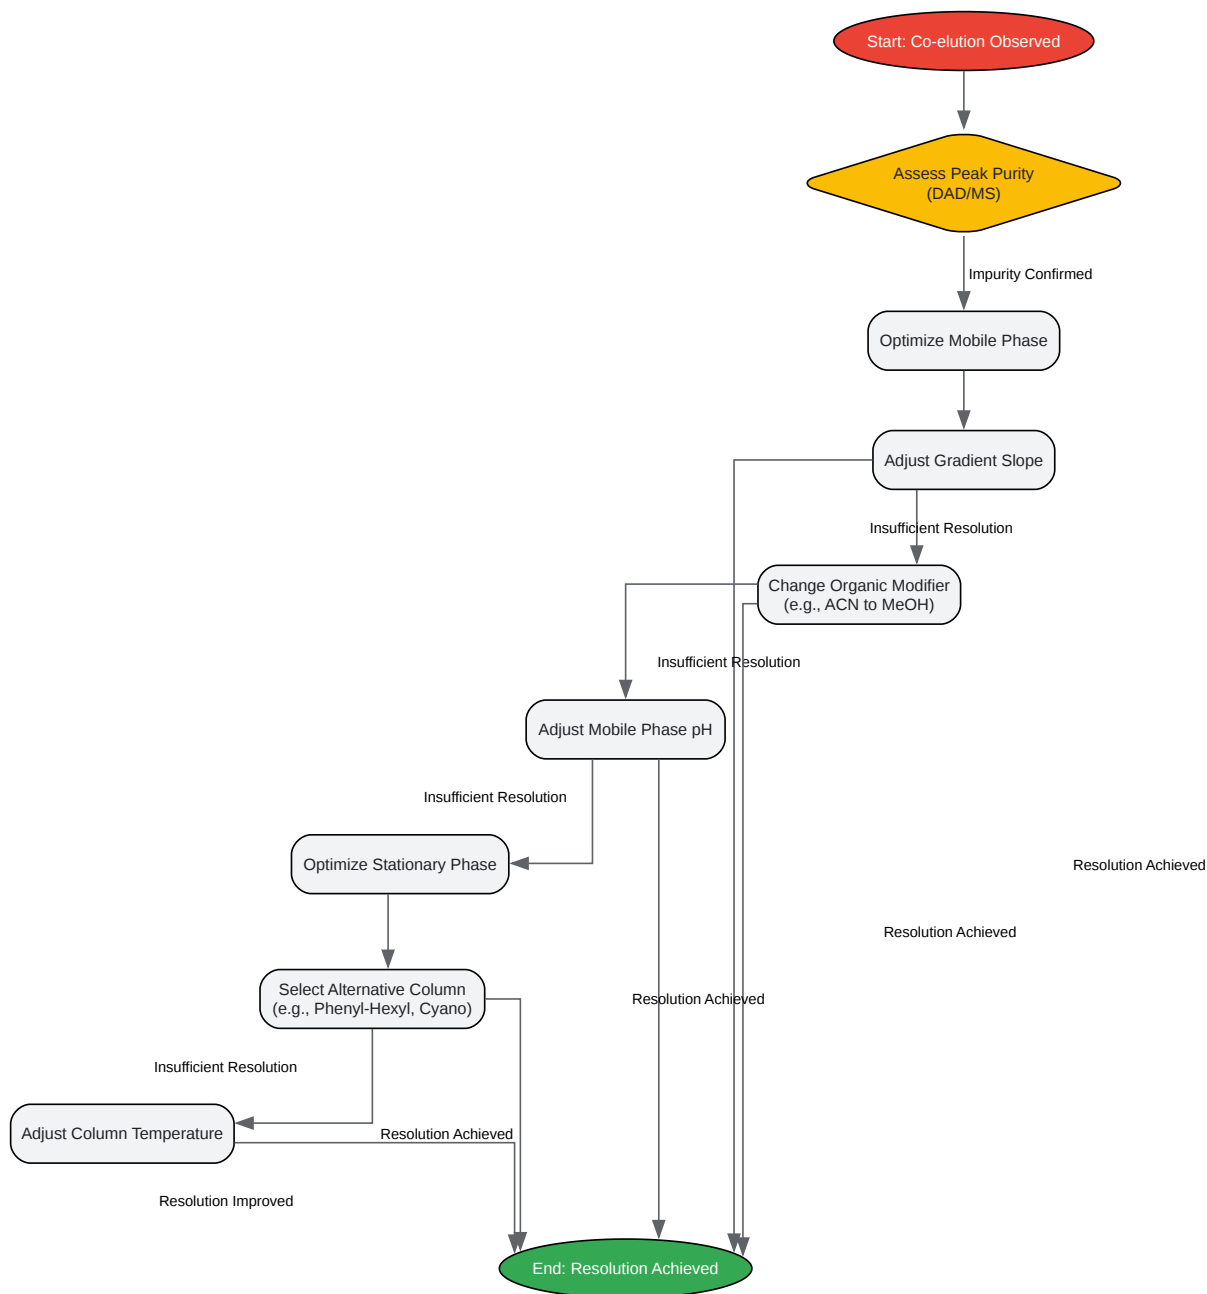 Start: Co-elution Observed
Assess Peak Purity
(DAD/MS)
Impurity Confirmed
Optimize Mobile Phase
Adjust Gradient Slope
Insufficient Resolution
Change Organic Modifier
(e.g., ACN to MeOH)
Insufficient Resolution
Adjust Mobile Phase pH
Insufficient Resolution
Optimize Stationary Phase
Resolution Achieved
Resolution Achieved
Select Alternative Column
(e.g., Phenyl-Hexyl, Cyano)
Resolution Achieved
Insufficient Resolution
Adjust Column Temperature
Resolution Achieved
Resolution Improved
End: Resolution Achieved